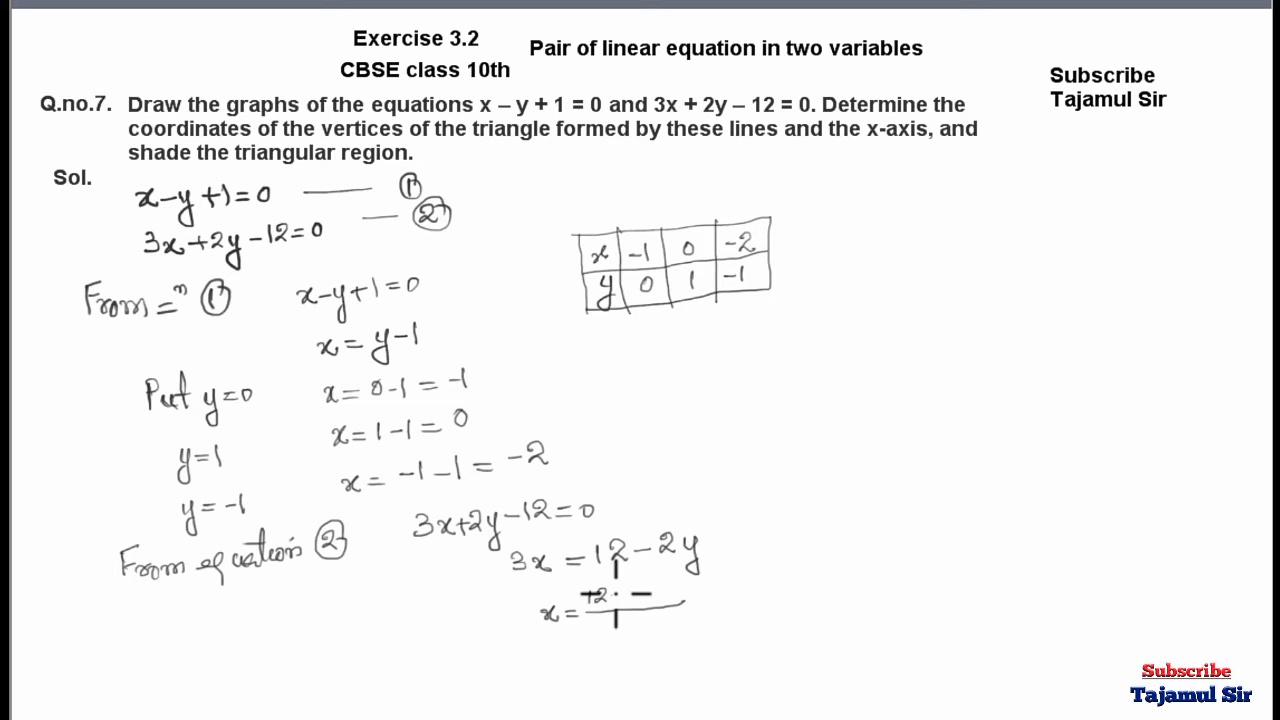 Exercise 3.2 Pair of linear equation in two variables
CBSE class 10th
Subscribe
Tajamul Sir
Q.no.7. Draw the graphs of the equations x – y + 1 = 0 and 3x + 2y – 12 = 0. Determine the
coordinates of the vertices of the triangle formed by these lines and the x-axis, and
shade the triangular region.
Sol.
x-y+1=0 —— ①
3x+2y-12=0 — ②
x -1 0 -2
y 0 1 -1
From =ⁿ ① x-y+1=0
x = y-1
Put y=0 x= 0-1 = -1
y=1 x=1-1= 0
y=-1 x= -1-1= -2
From equation ② 3x+2y-12=0
3x = 12-2y
x = 12
Subscribe
Tajamul Sir